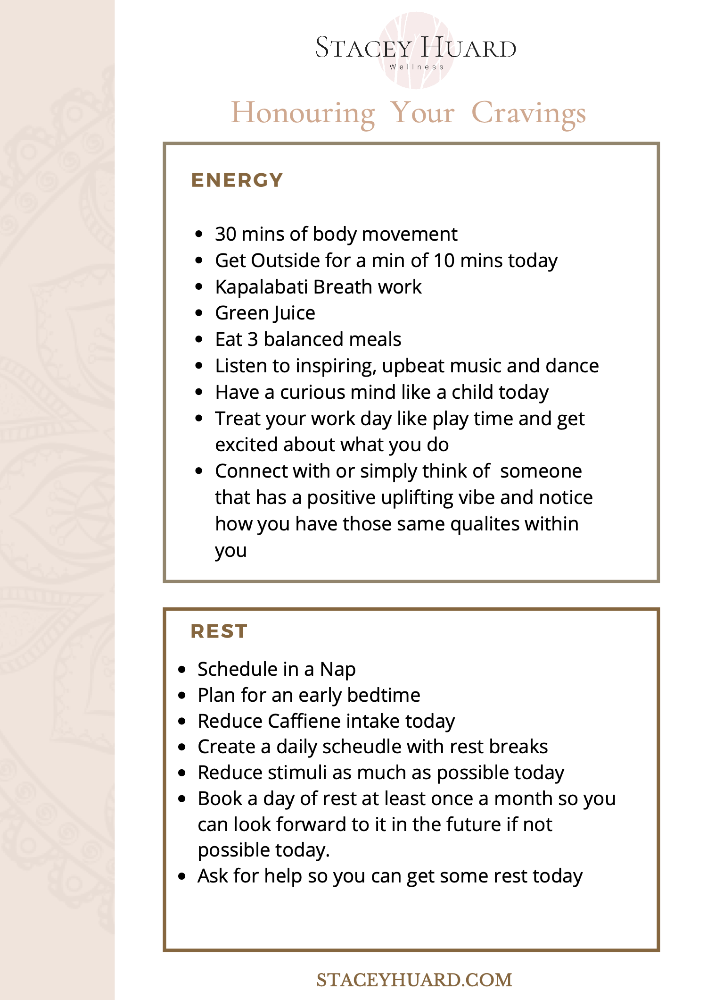 STACEY HUARD
Wellness
Honouring Your Cravings
ENERGY
• 30 mins of body movement
• Get Outside for a min of 10 mins today
• Kapalabati Breath work
• Green Juice
• Eat 3 balanced meals
• Listen to inspiring, upbeat music and dance
• Have a curious mind like a child today
• Treat your work day like play time and get
excited about what you do
• Connect with or simply think of  someone
that has a positive uplifting vibe and notice
how you have those same qualites within
you
REST
• Schedule in a Nap
• Plan for an early bedtime
• Reduce Caffiene intake today
• Create a daily scheudle with rest breaks
• Reduce stimuli as much as possible today
• Book a day of rest at least once a month so you
can look forward to it in the future if not
possible today.
• Ask for help so you can get some rest today
STACEYHUARD.COM